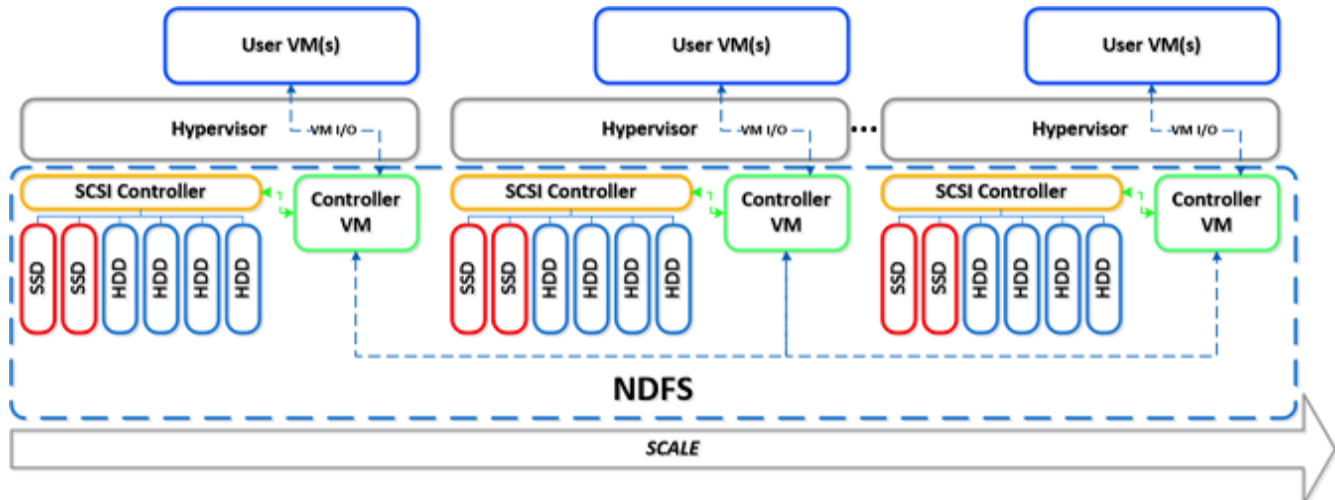 User VM(s)
User VM(s)
User VM(s)
Hypervisor
VM I/O
Hypervisor
VM I/O
...
Hypervisor
VM I/O
SCSI Controller
Controller
VM
SCSI Controller
Controller
VM
SCSI Controller
Controller
VM
SSD
SSD
HDD
HDD
HDD
HDD
SSD
SSD
HDD
HDD
HDD
HDD
SSD
SSD
HDD
HDD
HDD
HDD
NDFS
SCALE